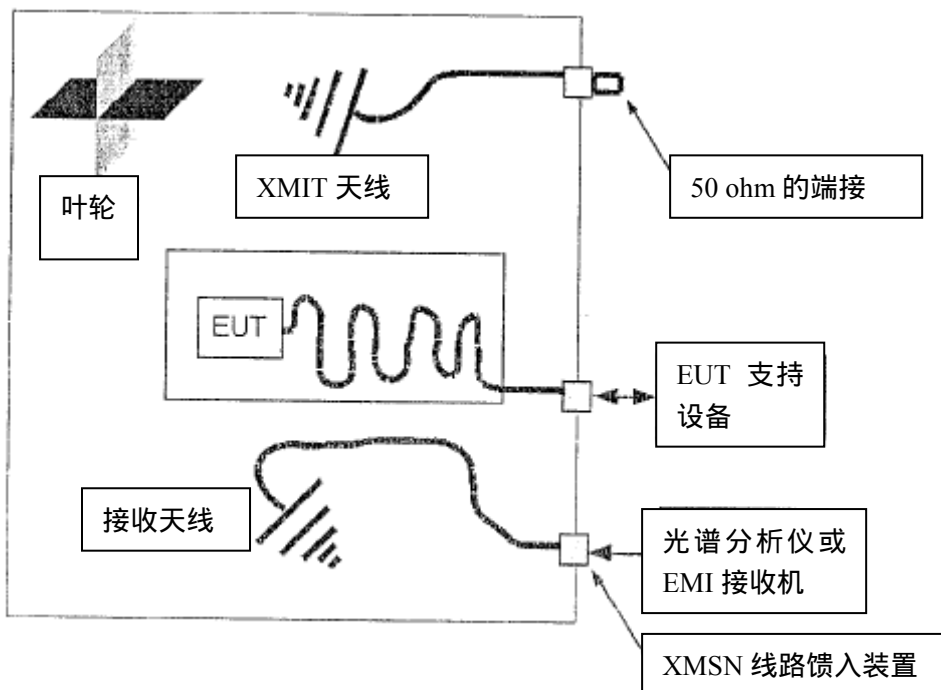 叶轮
XMIT 天线
50 ohm 的端接
EUT
EUT 支持
设备
接收天线
光谱分析仪或
EMI 接收机
XMSN 线路馈入装置